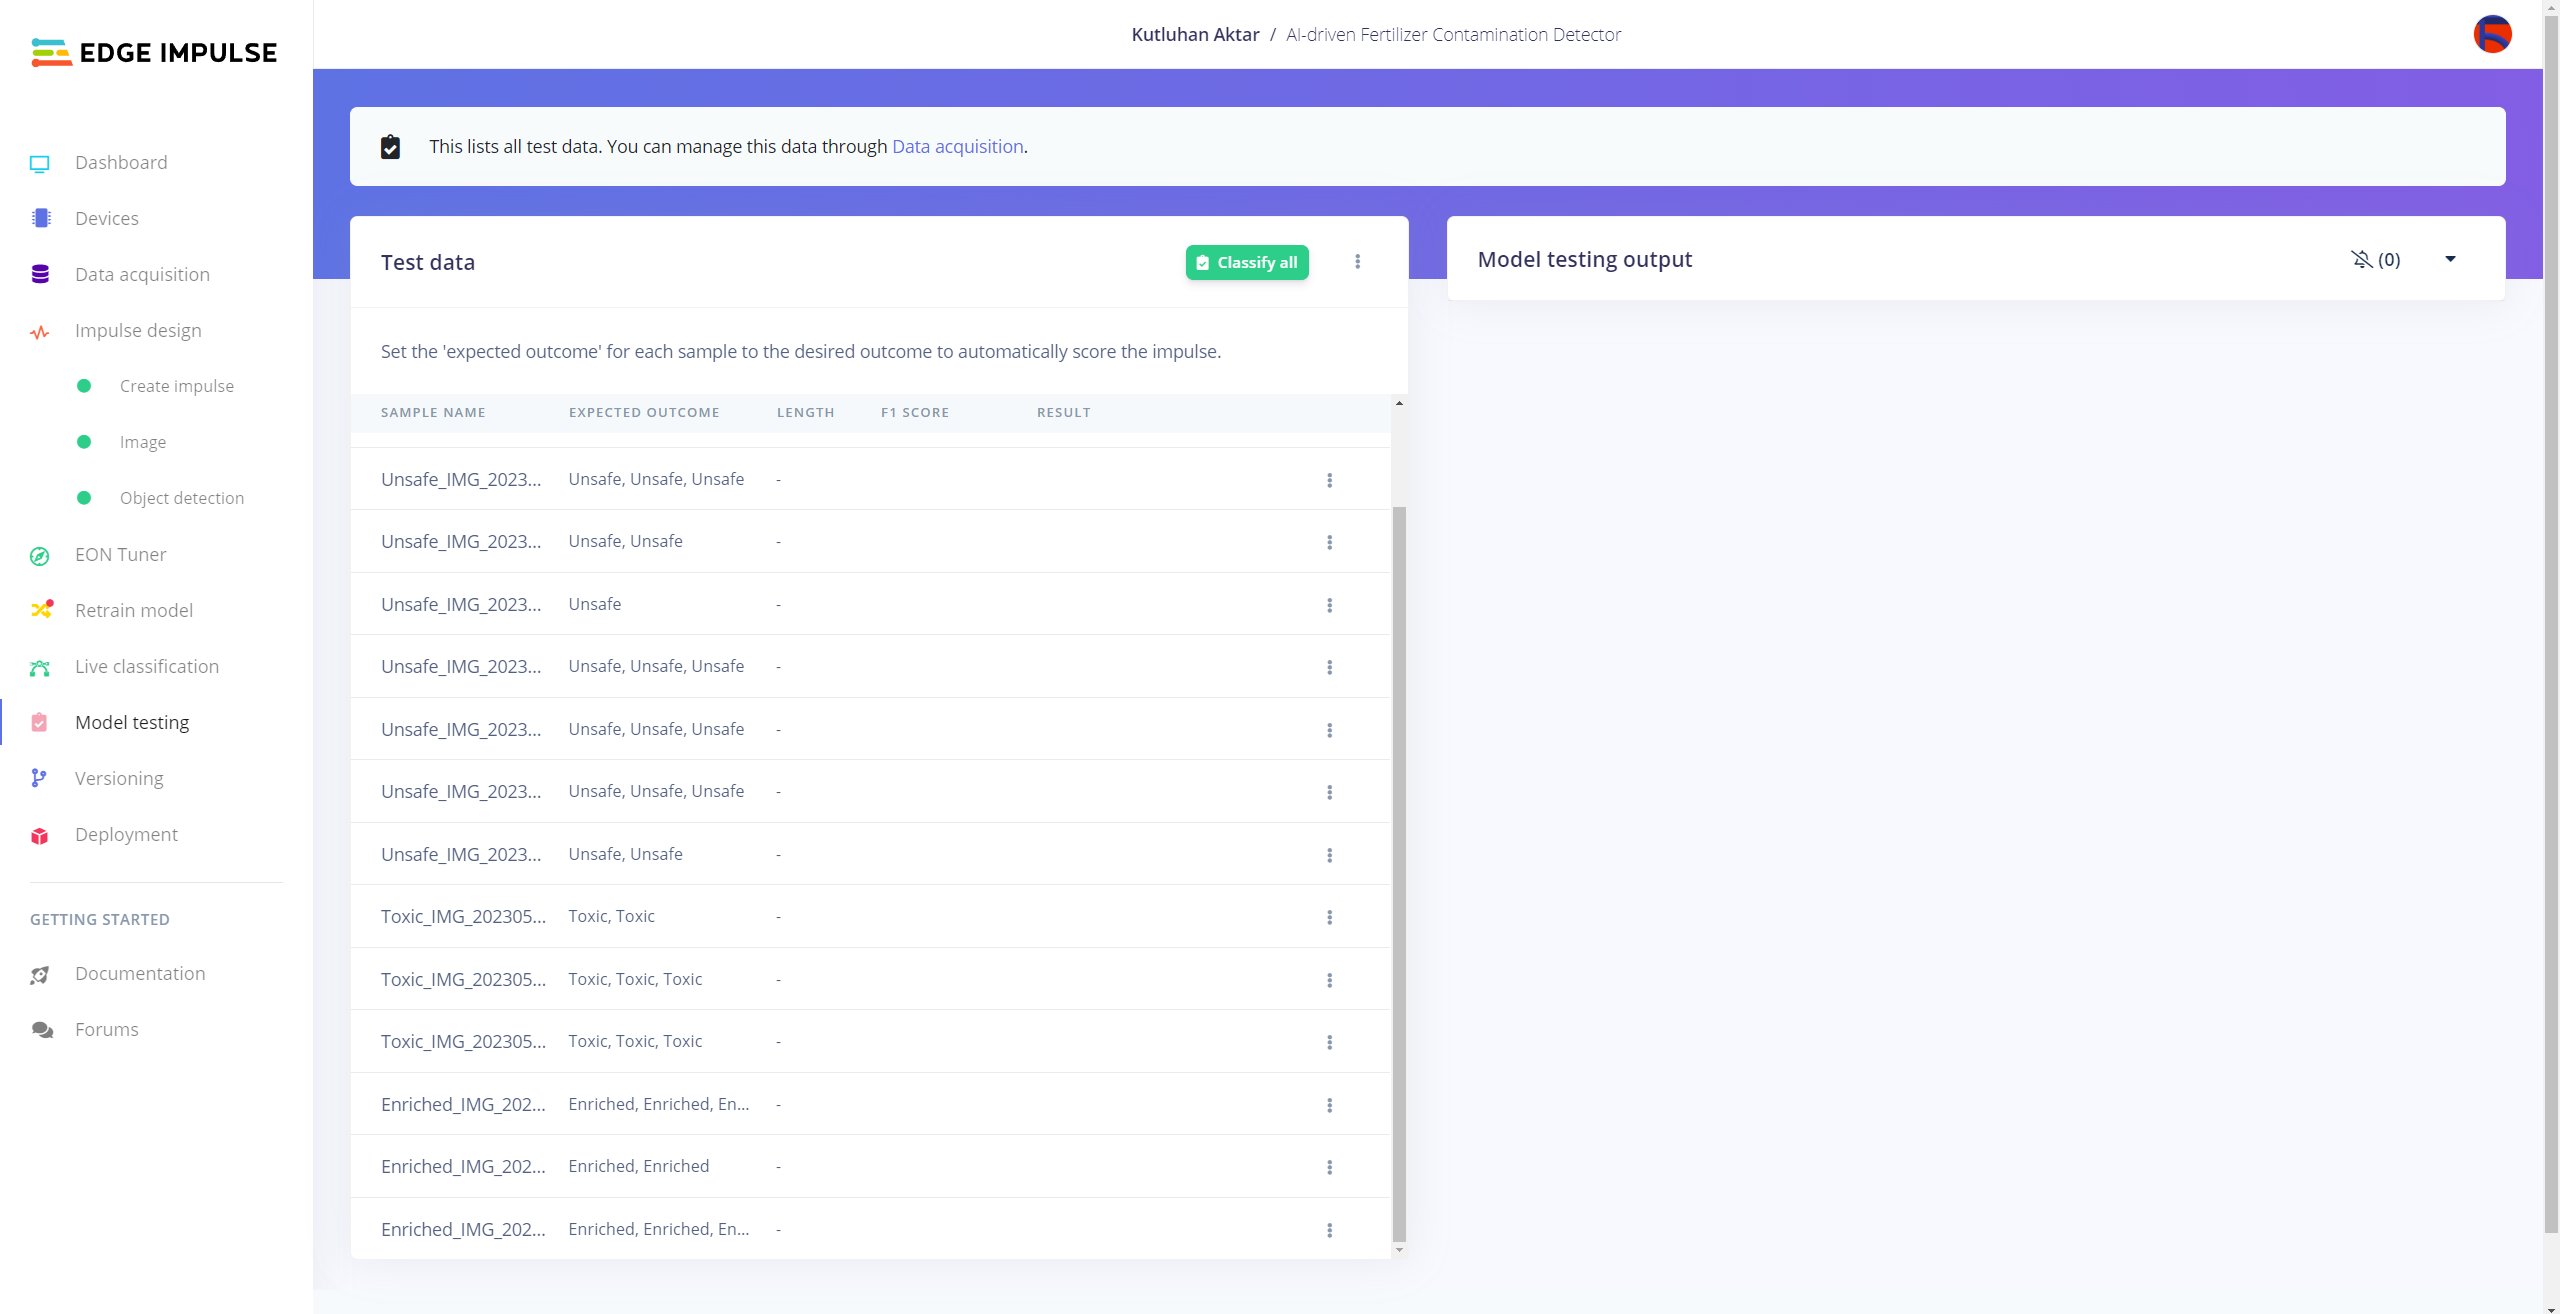 EDGE IMPULSE
Kutluhan Aktar / AI-driven Fertilizer Contamination Detector
Dashboard
Devices
Data acquisition
Impulse design
Create impulse
Image
Object detection
EON Tuner
Retrain model
Live classification
Model testing
Versioning
Deployment
GETTING STARTED
Documentation
Forums
This lists all test data. You can manage this data through Data acquisition.
Test data
Classify all
Set the 'expected outcome' for each sample to the desired outcome to automatically score the impulse.
SAMPLE NAME EXPECTED OUTCOME LENGTH F1 SCORE RESULT
Unsafe_IMG_2023... Unsafe, Unsafe, Unsafe -
Unsafe_IMG_2023... Unsafe, Unsafe -
Unsafe_IMG_2023... Unsafe -
Unsafe_IMG_2023... Unsafe, Unsafe, Unsafe -
Unsafe_IMG_2023... Unsafe, Unsafe, Unsafe -
Unsafe_IMG_2023... Unsafe, Unsafe, Unsafe -
Unsafe_IMG_2023... Unsafe, Unsafe -
Toxic_IMG_202305... Toxic, Toxic -
Toxic_IMG_202305... Toxic, Toxic, Toxic -
Toxic_IMG_202305... Toxic, Toxic, Toxic -
Enriched_IMG_202... Enriched, Enriched, En... -
Enriched_IMG_202... Enriched, Enriched -
Enriched_IMG_202... Enriched, Enriched, En... -
Model testing output
(0)